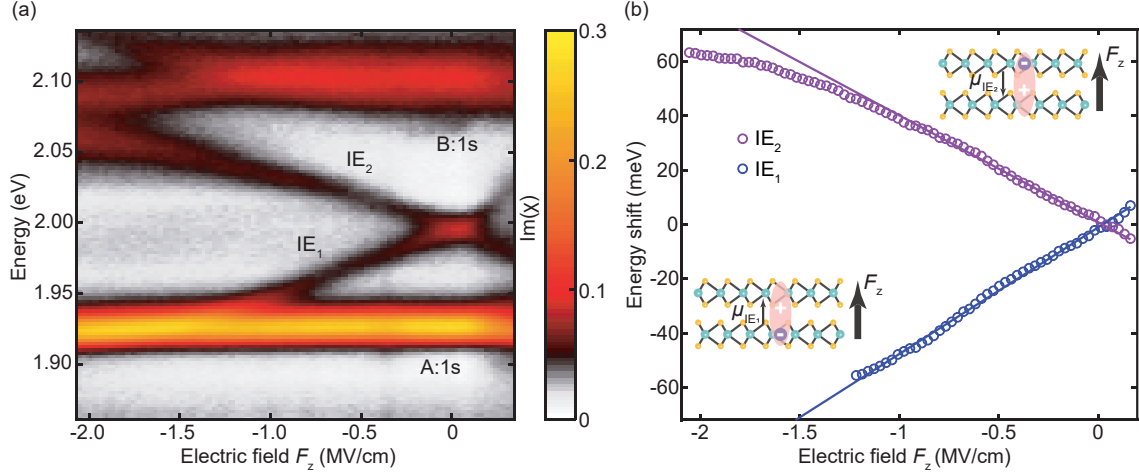 (a)
2.10
2.05
2.00
1.95
1.90
Energy (eV)
B:1s
IE2
IE1
A:1s
-2.0
-1.5
-1.0
-0.5
0
Electric field Fz (MV/cm)
0.3
0.2
0.1
0
Im(χ)
(b)
60
40
20
0
-20
-40
-60
Energy shift (meV)
IE2
IE1
μIE2
-
+
Fz
μIE1
+
-
Fz
-2
-1.5
-1
-0.5
0
Electric field Fz (MV/cm)